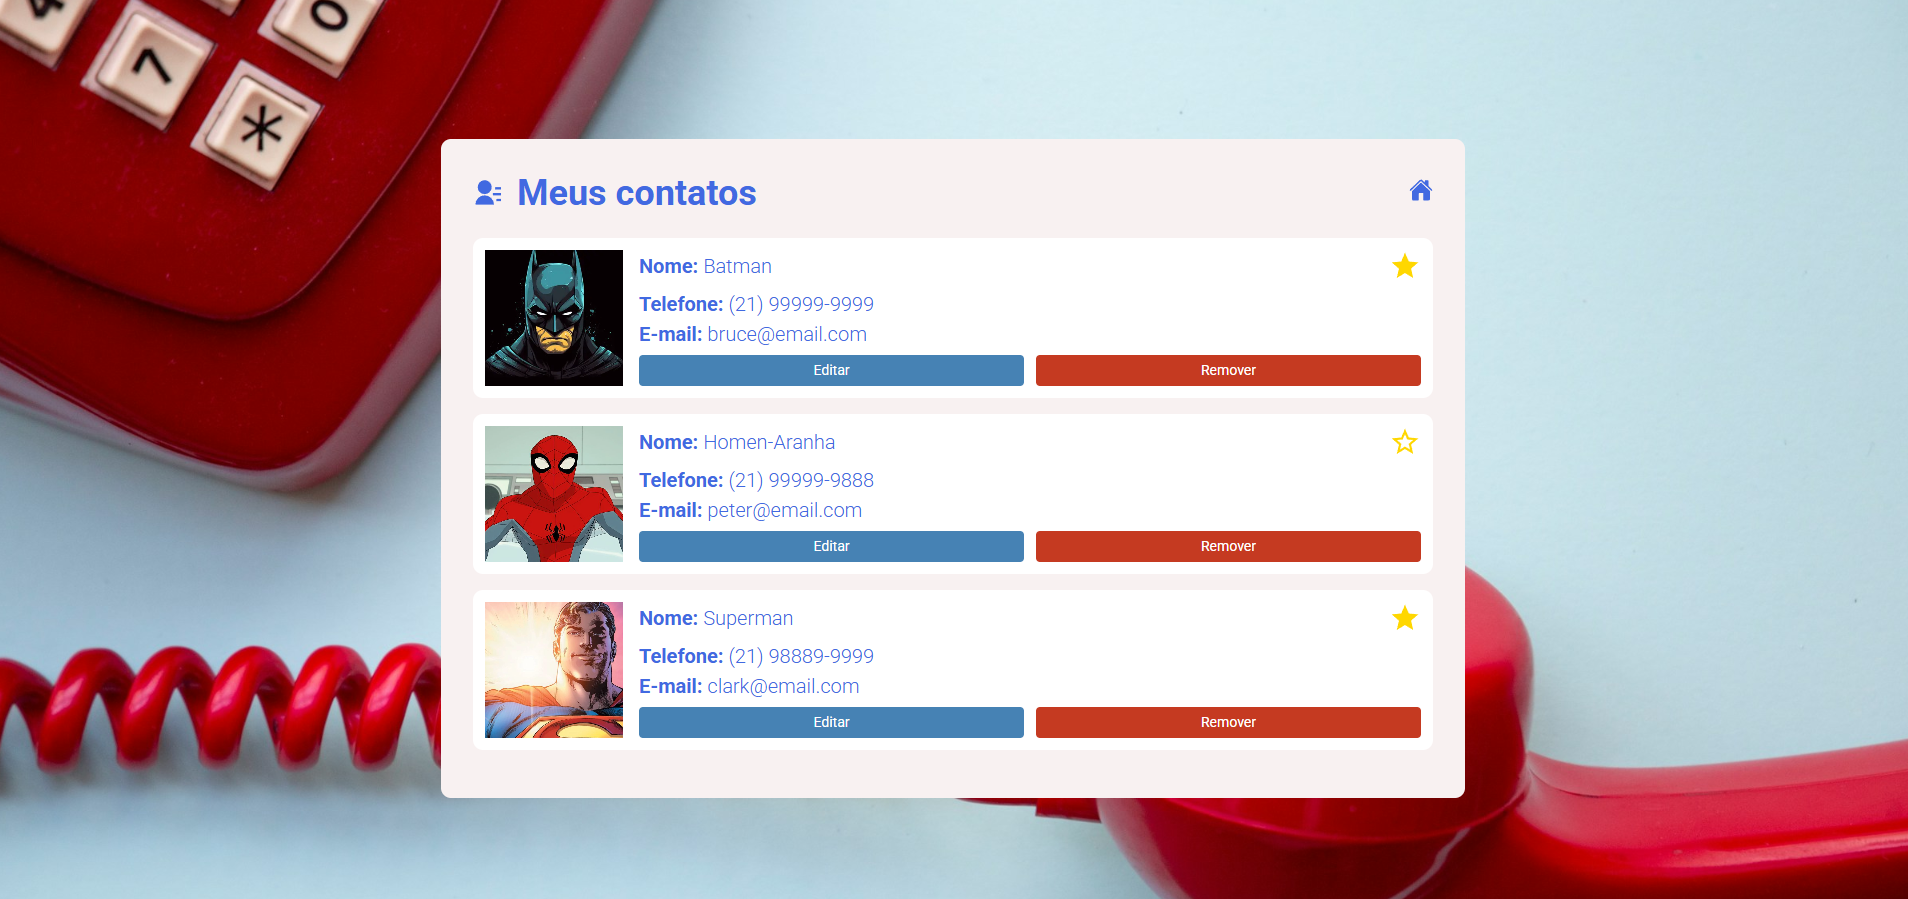 4
7
0
*
Meus contatos
Nome: Batman
Telefone: (21) 99999-9999
E-mail: bruce@email.com
Editar Remover
Nome: Homen-Aranha
Telefone: (21) 99999-9888
E-mail: peter@email.com
Editar Remover
Nome: Superman
Telefone: (21) 98889-9999
E-mail: clark@email.com
Editar Remover